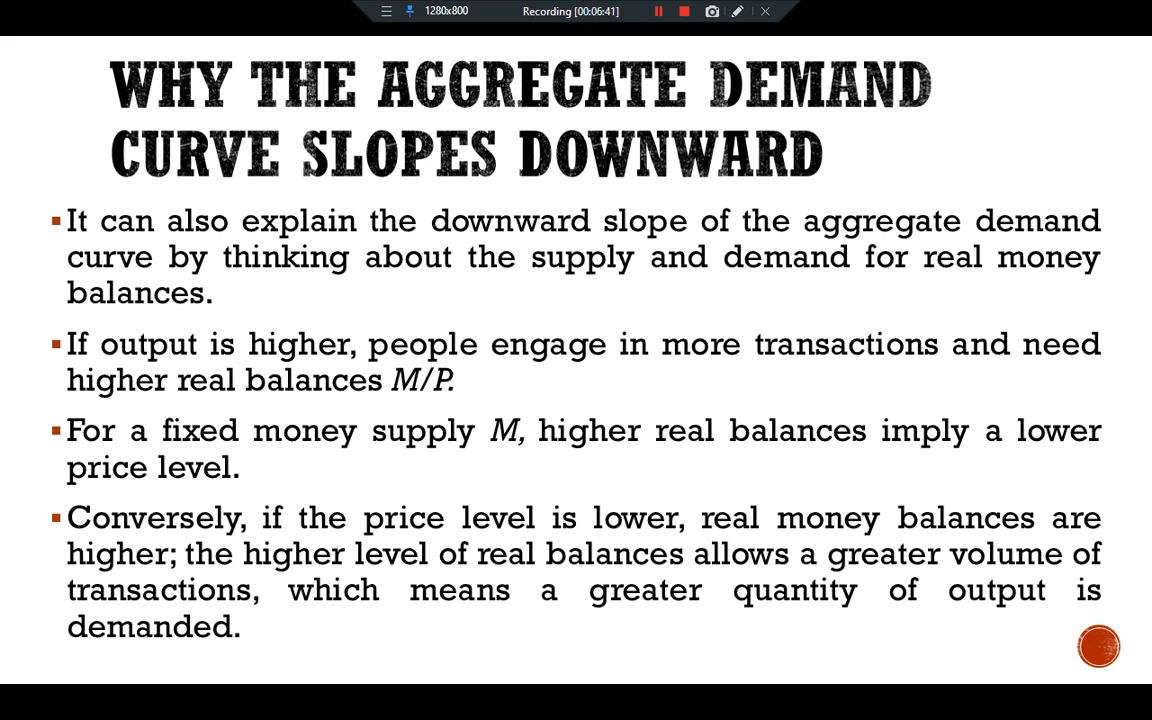 1280x800 Recording [00:06:41]
WHY THE AGGREGATE DEMAND
CURVE SLOPES DOWNWARD
▪It can also explain the downward slope of the aggregate demand
curve by thinking about the supply and demand for real money
balances.
▪If output is higher, people engage in more transactions and need
higher real balances M/P.
▪For a fixed money supply M, higher real balances imply a lower
price level.
▪Conversely, if the price level is lower, real money balances are
higher; the higher level of real balances allows a greater volume of
transactions, which means a greater quantity of output is
demanded.